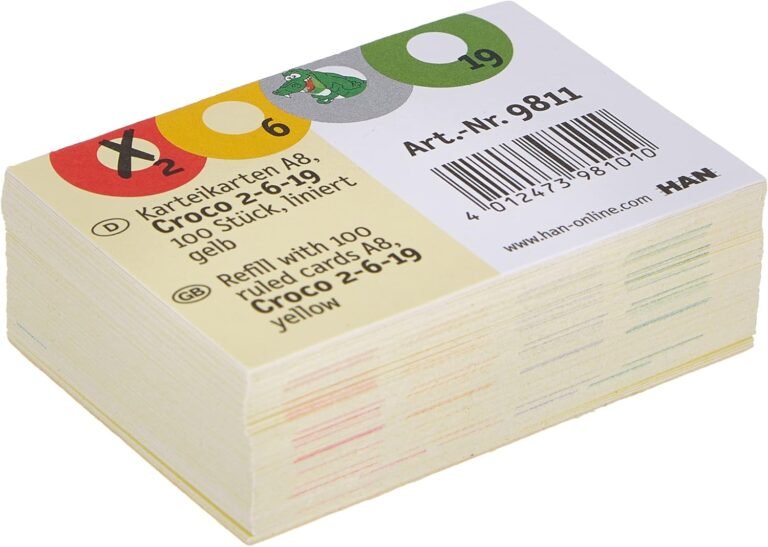 X 2 6 19
D Karteikarten A8,
Croco 2-6-19
100 Stück, liniert
gelb
GB Refill with 100
ruled cards A8,
Croco 2-6-19
yellow
Art.-Nr. 9811
4 012473 981010
www.han-online.com HAN